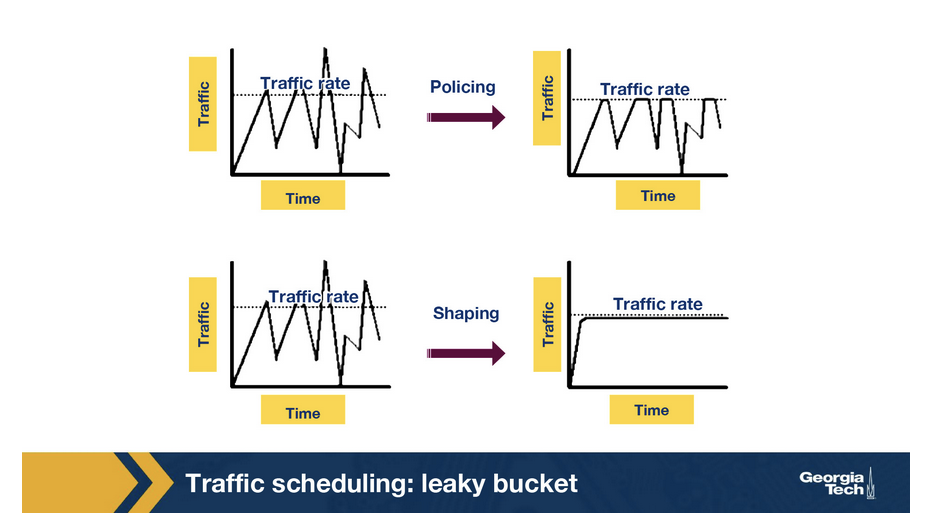 Traffic
Traffic rate
Time
Policing
Traffic
Traffic rate
Time
Traffic
Traffic rate
Time
Shaping
Traffic
Traffic rate
Time
Traffic scheduling: leaky bucket
Georgia
Tech